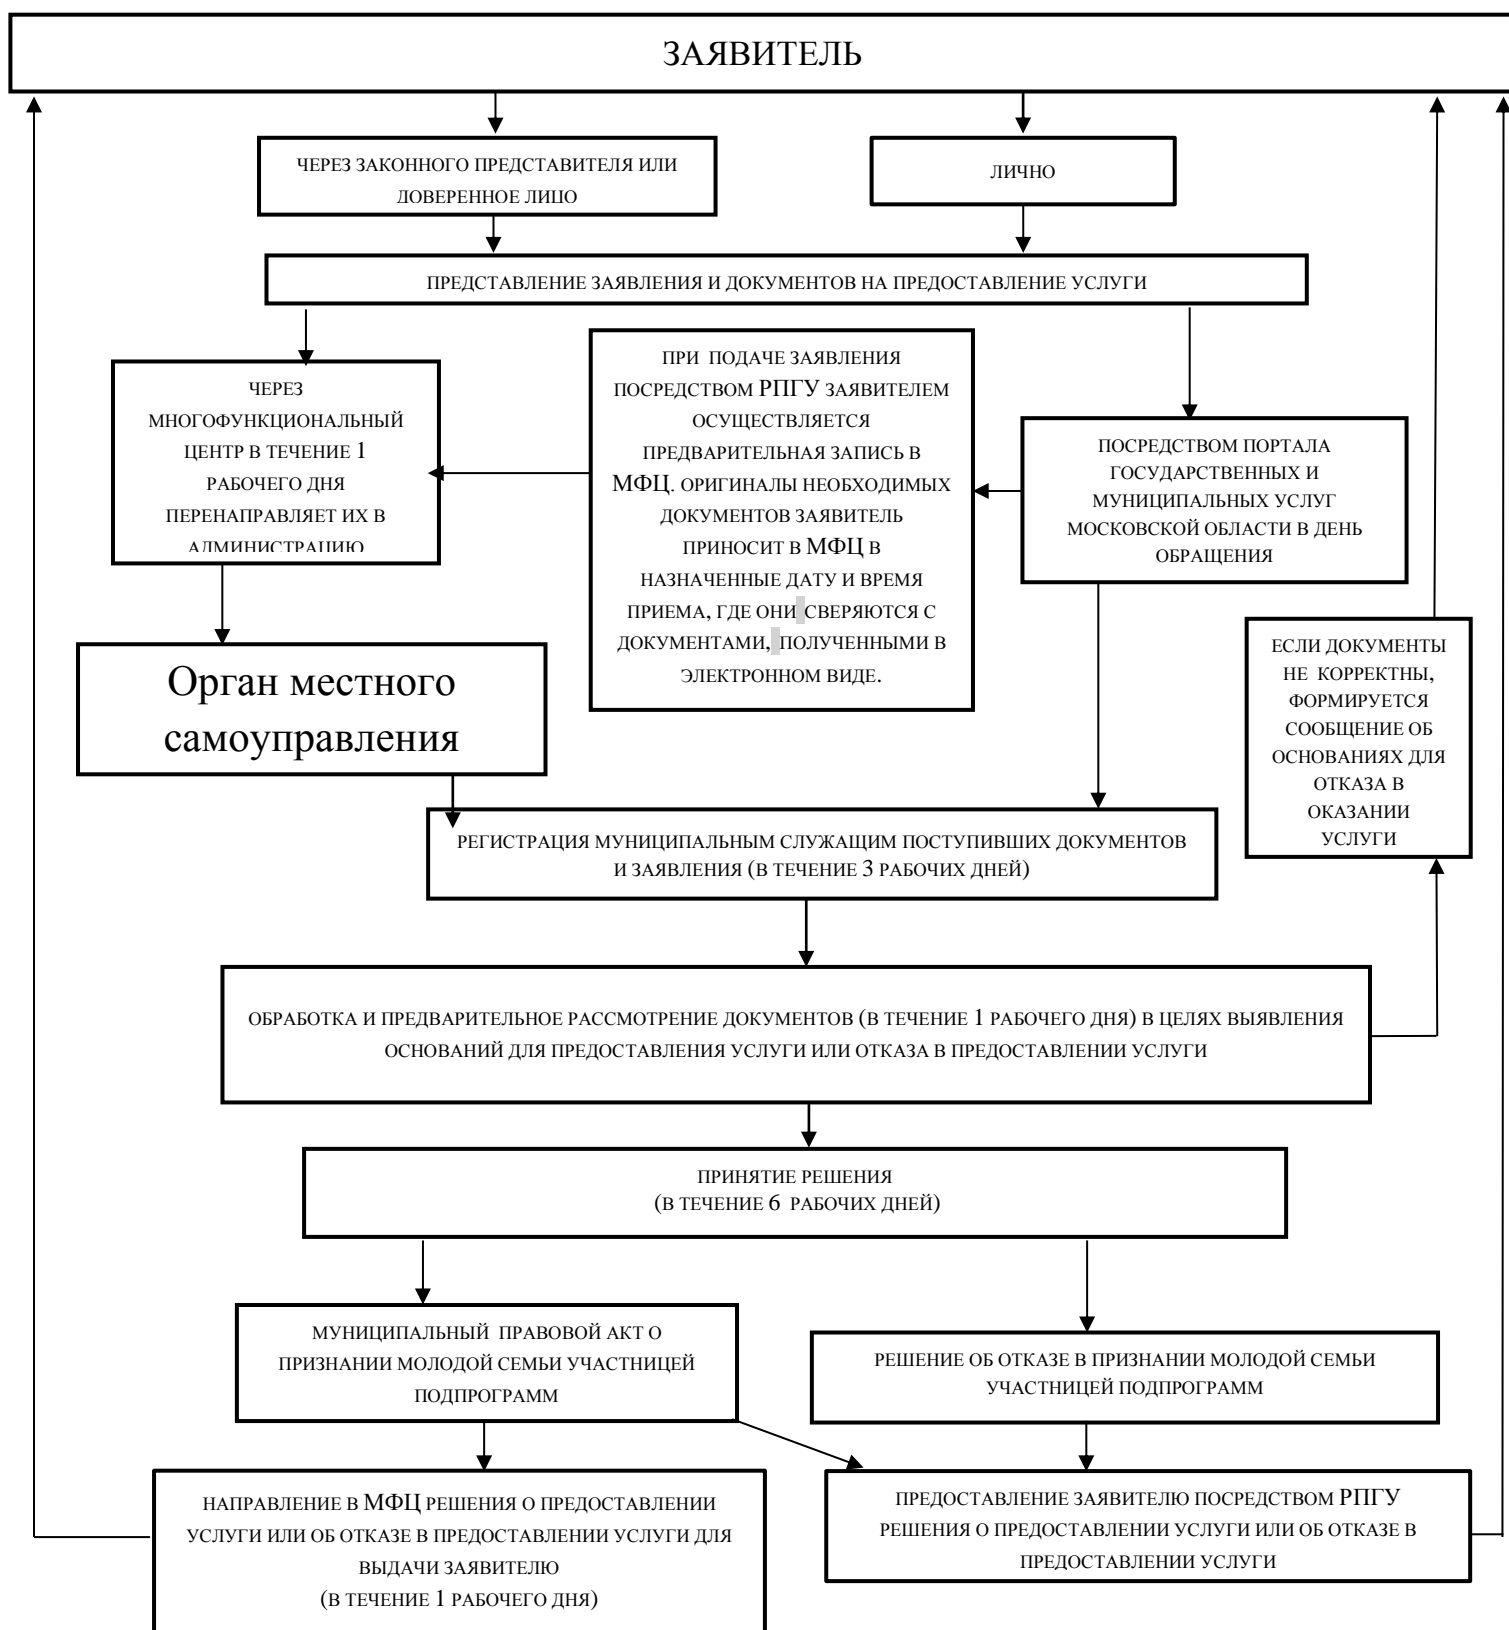 ЗАЯВИТЕЛЬ
ЧЕРЕЗ ЗАКОННОГО ПРЕДСТАВИТЕЛЯ ИЛИ
ДОВЕРЕННОЕ ЛИЦО
ЛИЧНО
ПРЕДСТАВЛЕНИЕ ЗАЯВЛЕНИЯ И ДОКУМЕНТОВ НА ПРЕДОСТАВЛЕНИЕ УСЛУГИ
ЧЕРЕЗ
МНОГОФУНКЦИОНАЛЬНЫЙ
ЦЕНТР В ТЕЧЕНИЕ 1
РАБОЧЕГО ДНЯ
ПЕРЕНАПРАВЛЯЕТ ИХ В
АДМИНИСТРАЦИЮ
ПРИ ПОДАЧЕ ЗАЯВЛЕНИЯ
ПОСРЕДСТВОМ РПГУ ЗАЯВИТЕЛЕМ
ОСУЩЕСТВЛЯЕТСЯ
ПРЕДВАРИТЕЛЬНАЯ ЗАПИСЬ В
МФЦ. ОРИГИНАЛЫ НЕОБХОДИМЫХ
ДОКУМЕНТОВ ЗАЯВИТЕЛЬ
ПРИНОСИТ В МФЦ В
НАЗНАЧЕННЫЕ ДАТУ И ВРЕМЯ
ПРИЕМА, ГДЕ ОНИ СВЕРЯЮТСЯ С
ДОКУМЕНТАМИ, ПОЛУЧЕННЫМИ В
ЭЛЕКТРОННОМ ВИДЕ.
ПОСРЕДСТВОМ ПОРТАЛА
ГОСУДАРСТВЕННЫХ И
МУНИЦИПАЛЬНЫХ УСЛУГ
МОСКОВСКОЙ ОБЛАСТИ В ДЕНЬ
ОБРАЩЕНИЯ
Орган местного
самоуправления
ЕСЛИ ДОКУМЕНТЫ
НЕ КОРРЕКТНЫ,
ФОРМИРУЕТСЯ
СООБЩЕНИЕ ОБ
ОСНОВАНИЯХ ДЛЯ
ОТКАЗА В
ОКАЗАНИИ
УСЛУГИ
РЕГИСТРАЦИЯ МУНИЦИПАЛЬНЫМ СЛУЖАЩИМ ПОСТУПИВШИХ ДОКУМЕНТОВ
И ЗАЯВЛЕНИЯ (В ТЕЧЕНИЕ 3 РАБОЧИХ ДНЕЙ)
ОБРАБОТКА И ПРЕДВАРИТЕЛЬНОЕ РАССМОТРЕНИЕ ДОКУМЕНТОВ (В ТЕЧЕНИЕ 1 РАБОЧЕГО ДНЯ) В ЦЕЛЯХ ВЫЯВЛЕНИЯ
ОСНОВАНИЙ ДЛЯ ПРЕДОСТАВЛЕНИЯ УСЛУГИ ИЛИ ОТКАЗА В ПРЕДОСТАВЛЕНИИ УСЛУГИ
ПРИНЯТИЕ РЕШЕНИЯ
(В ТЕЧЕНИЕ 6 РАБОЧИХ ДНЕЙ)
МУНИЦИПАЛЬНЫЙ ПРАВОВОЙ АКТ О
ПРИЗНАНИИ МОЛОДОЙ СЕМЬИ УЧАСТНИЦЕЙ
ПОДПРОГРАММ
РЕШЕНИЕ ОБ ОТКАЗЕ В ПРИЗНАНИИ МОЛОДОЙ СЕМЬИ
УЧАСТНИЦЕЙ ПОДПРОГРАММ
НАПРАВЛЕНИЕ В МФЦ РЕШЕНИЯ О ПРЕДОСТАВЛЕНИИ
УСЛУГИ ИЛИ ОБ ОТКАЗЕ В ПРЕДОСТАВЛЕНИИ УСЛУГИ ДЛЯ
ВЫДАЧИ ЗАЯВИТЕЛЮ
(В ТЕЧЕНИЕ 1 РАБОЧЕГО ДНЯ)
ПРЕДОСТАВЛЕНИЕ ЗАЯВИТЕЛЮ ПОСРЕДСТВОМ РПГУ
РЕШЕНИЯ О ПРЕДОСТАВЛЕНИИ УСЛУГИ ИЛИ ОБ ОТКАЗЕ В
ПРЕДОСТАВЛЕНИИ УСЛУГИ